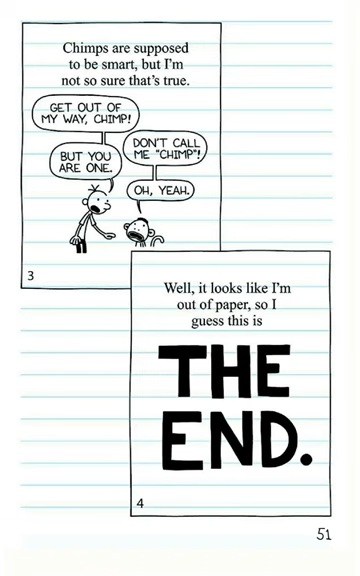 Chimps are supposed
to be smart, but I'm
not so sure that's true.
GET OUT OF
MY WAY, CHIMP!
DON'T CALL
ME "CHIMP"!
BUT YOU
ARE ONE.
OH, YEAH.
3
Well, it looks like I'm
out of paper, so I
guess this is
THE
END.
4
51